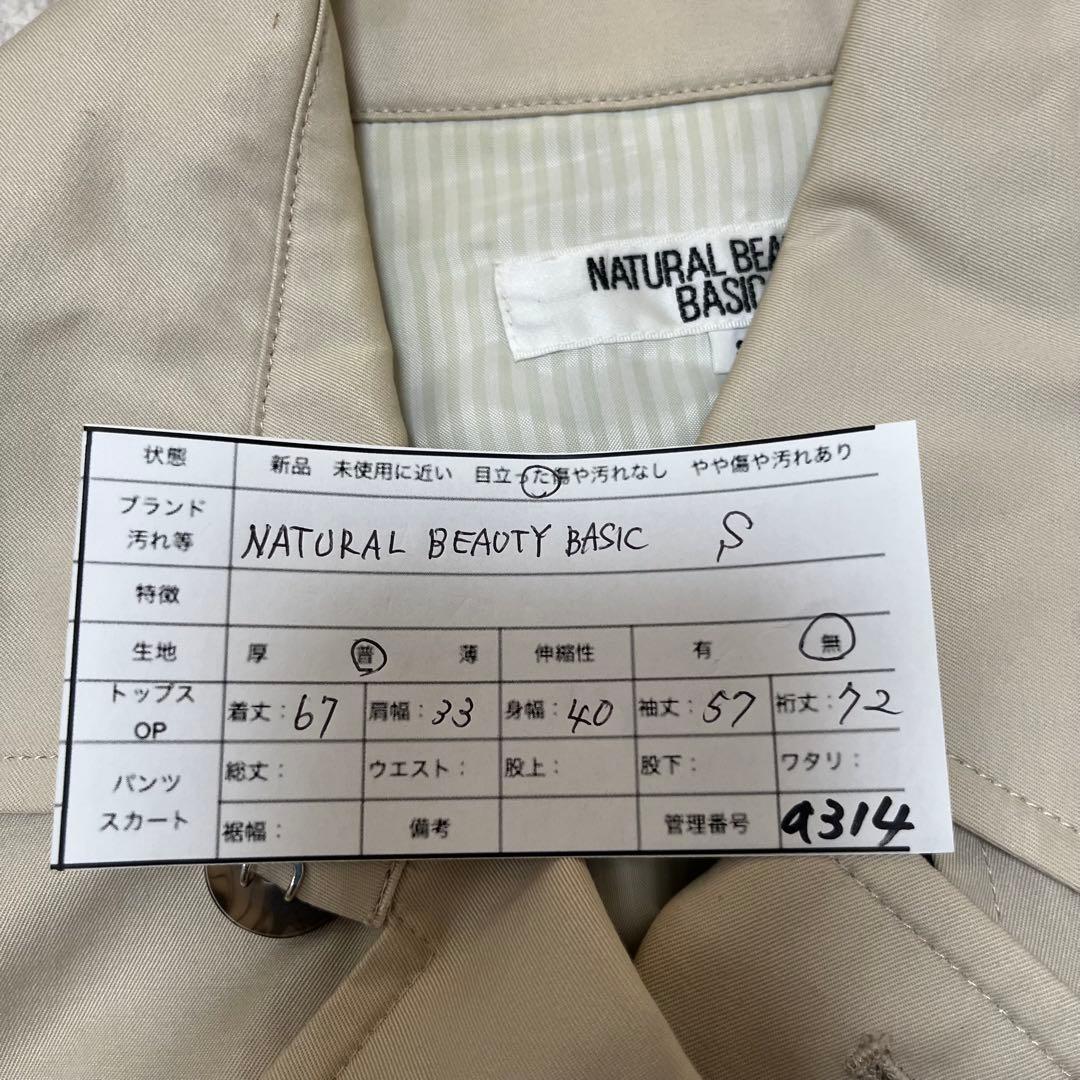 NATURAL BEA
BASIC
状態 新品 未使用に近い 目立った傷や汚れなし やや傷や汚れあり
ブランド
汚れ等 NATURAL BEAUTY BASIC S
特徴
生地 厚 普 薄 伸縮性 有 無
トップス
OP 着丈：67 肩幅：33 身幅：40 袖丈：57 裄丈：72
パンツ
スカート 総丈： ウエスト： 股上： 股下： ワタリ：
裾幅： 備考 管理番号 a314